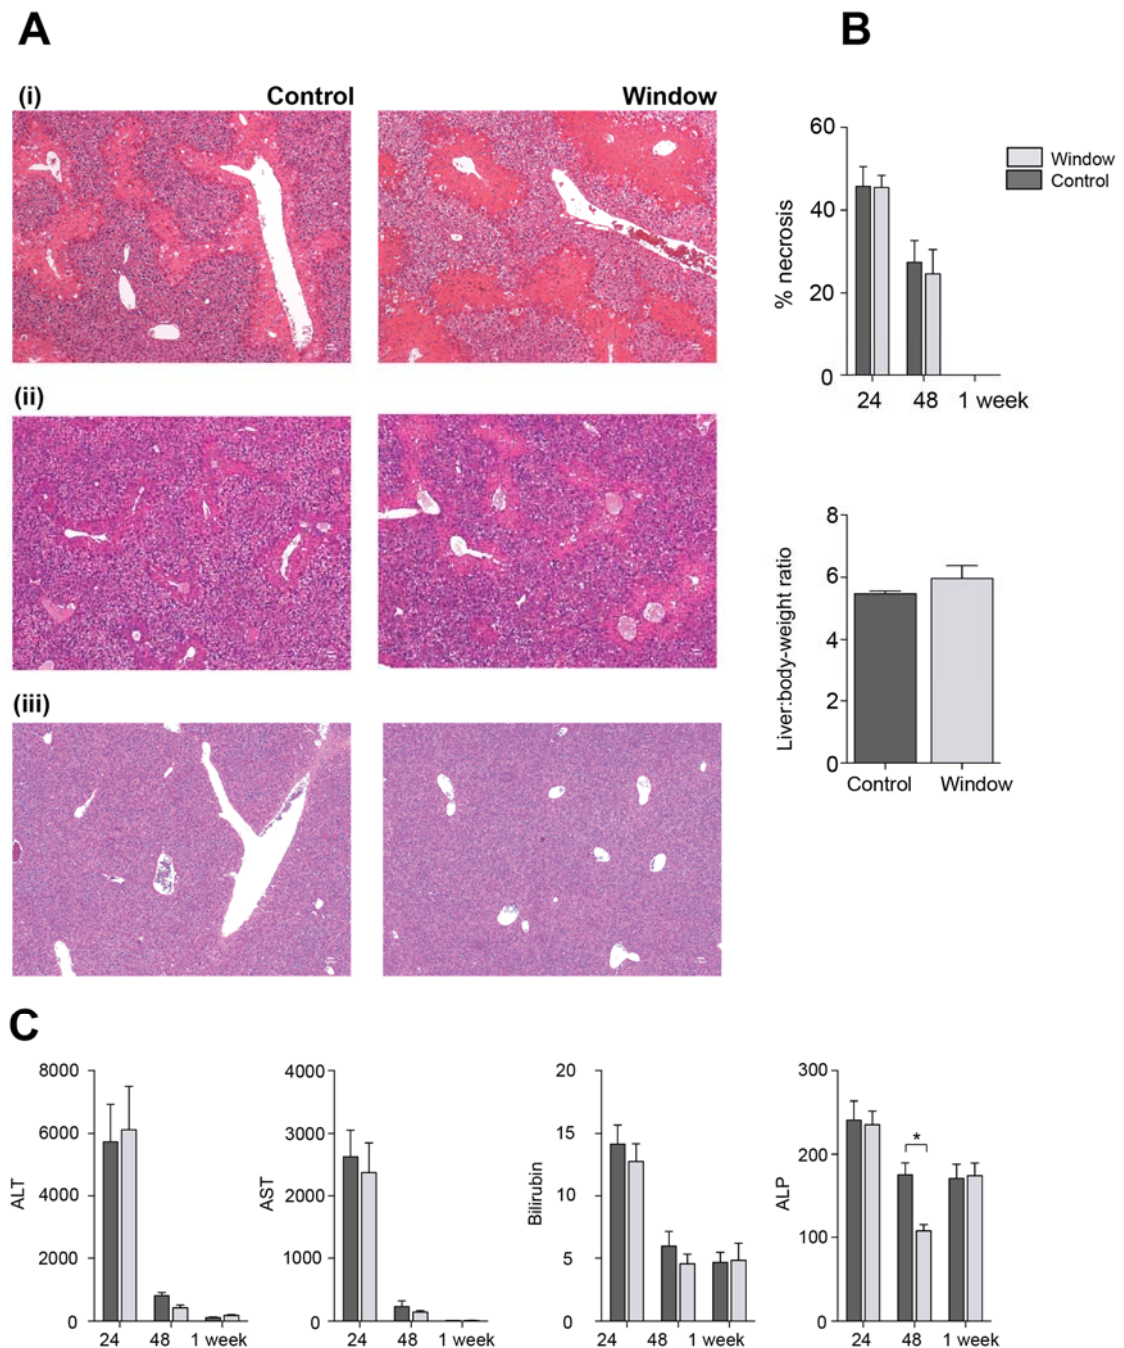 A
B
(i)
Control
Window
(ii)
(iii)
60
40
20
0
% necrosis
24
48
1 week
Window
Control
8
6
4
2
0
Liver:body-weight ratio
Control
Window
C
8000
6000
4000
2000
0
ALT
24
48
1 week
4000
3000
2000
1000
0
AST
24
48
1 week
20
15
10
5
0
Bilirubin
24
48
1 week
300
200
100
0
ALP
*
24
48
1 week